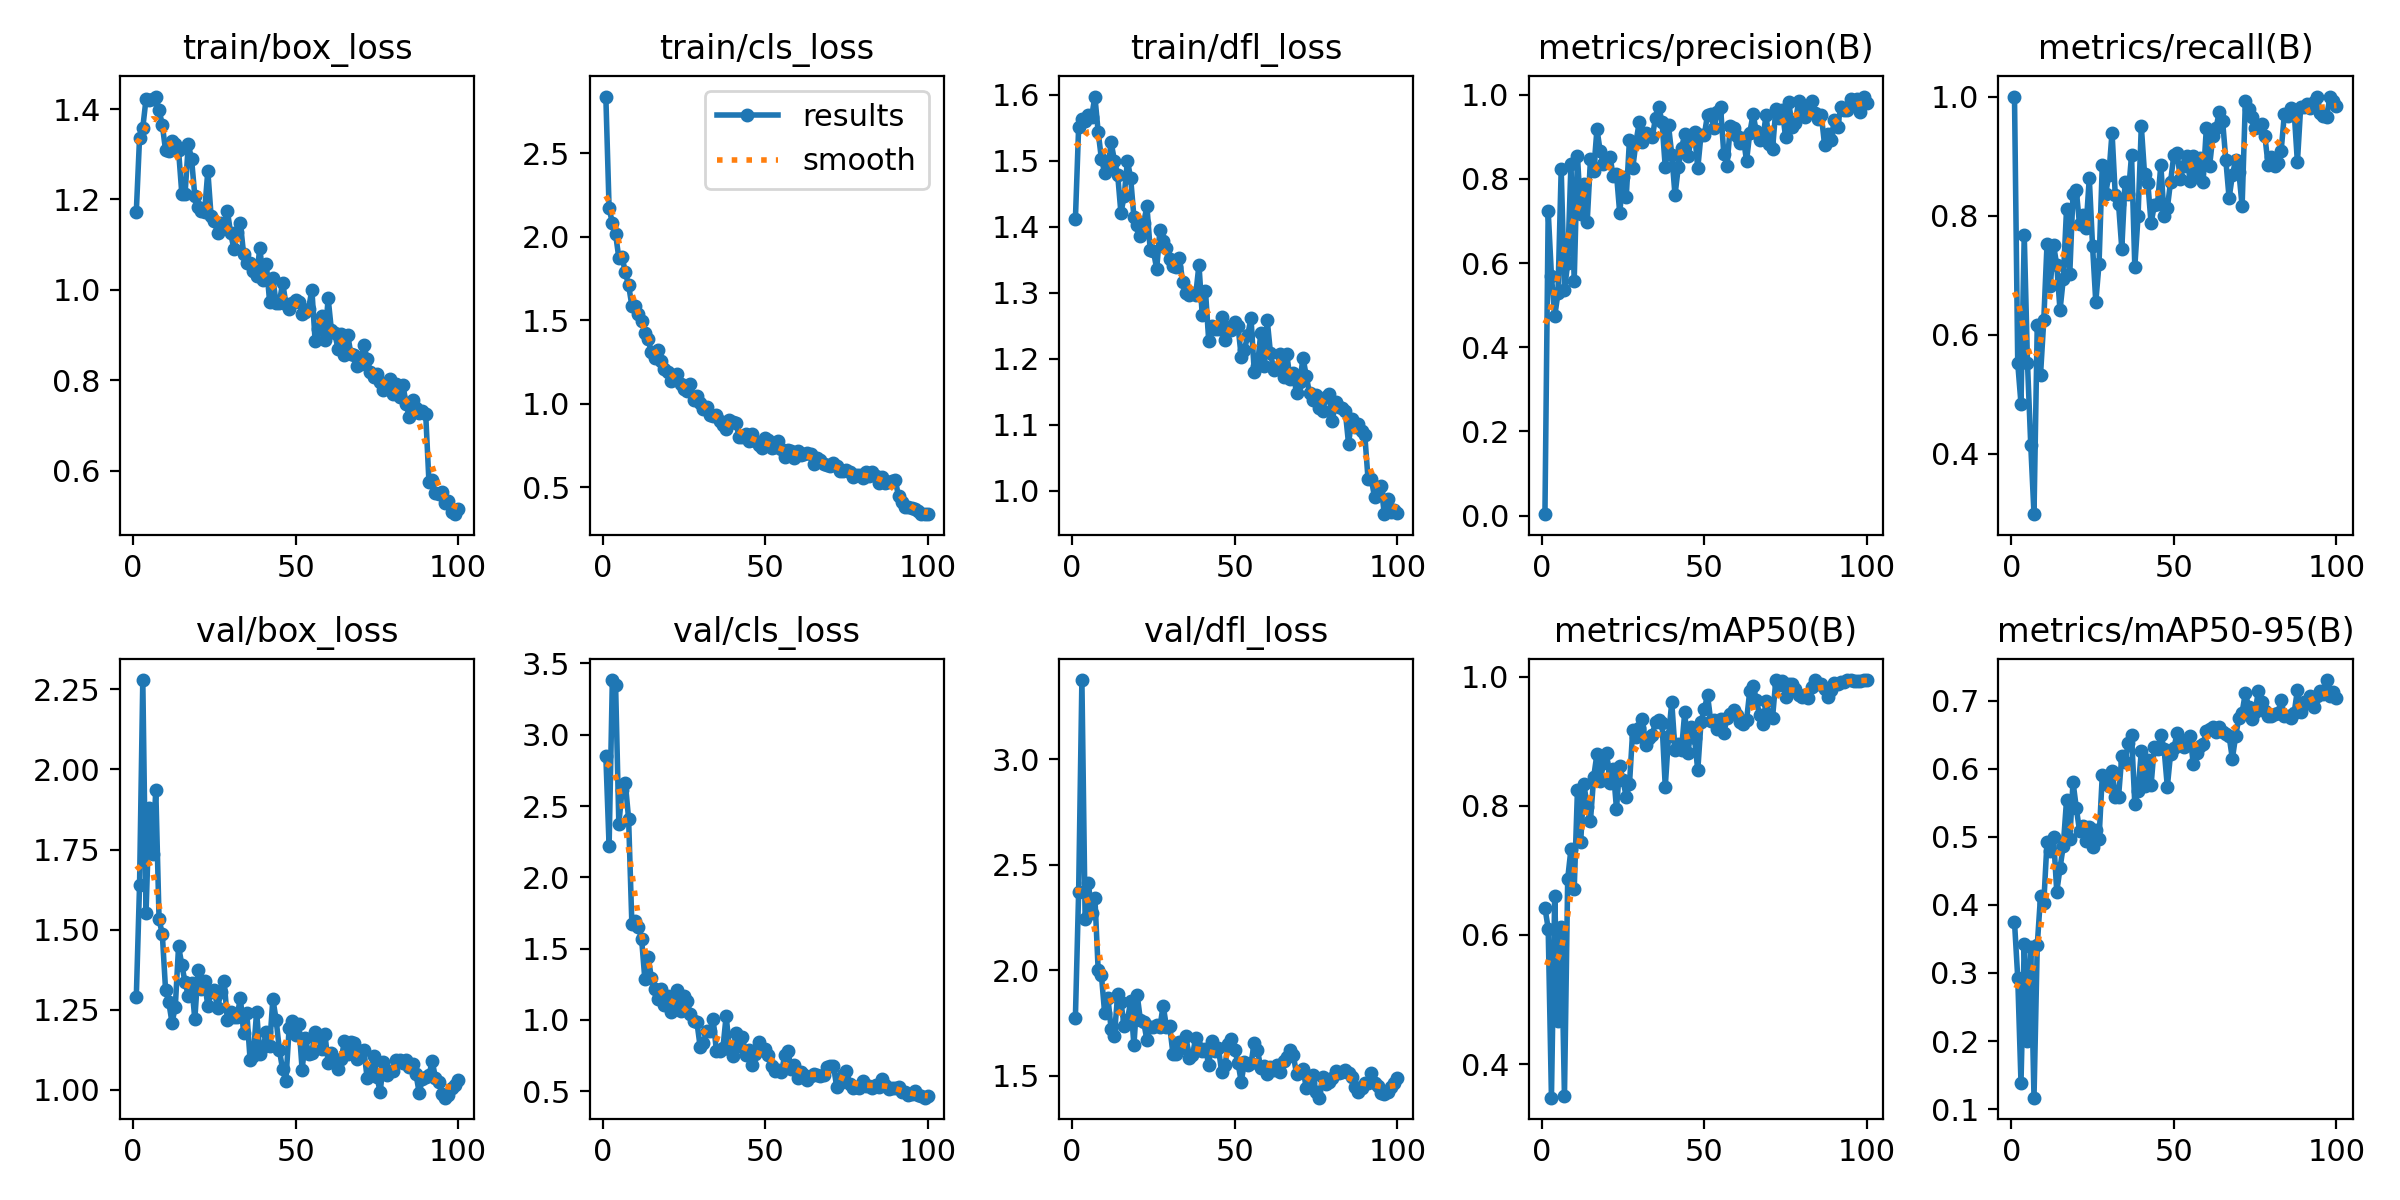 train/box_loss
1.4
1.2
1.0
0.8
0.6
0 50 100
train/cls_loss
results
smooth
2.5
2.0
1.5
1.0
0.5
0 50 100
train/dfl_loss
1.6
1.5
1.4
1.3
1.2
1.1
1.0
0 50 100
metrics/precision(B)
1.0
0.8
0.6
0.4
0.2
0.0
0 50 100
metrics/recall(B)
1.0
0.8
0.6
0.4
0 50 100
val/box_loss
2.25
2.00
1.75
1.50
1.25
1.00
0 50 100
val/cls_loss
3.5
3.0
2.5
2.0
1.5
1.0
0.5
0 50 100
val/dfl_loss
3.0
2.5
2.0
1.5
0 50 100
metrics/mAP50(B)
1.0
0.8
0.6
0.4
0 50 100
metrics/mAP50-95(B)
0.7
0.6
0.5
0.4
0.3
0.2
0.1
0 50 100